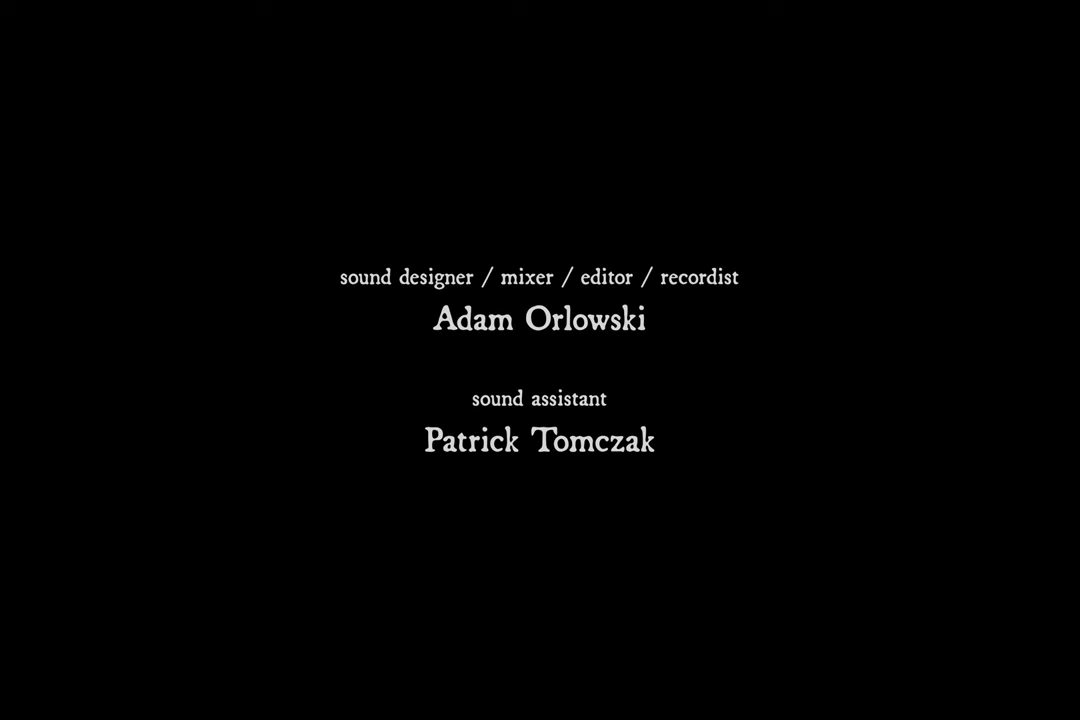 sound designer / mixer / editor / recordist
Adam Orlowski
sound assistant
Patrick Tomczak